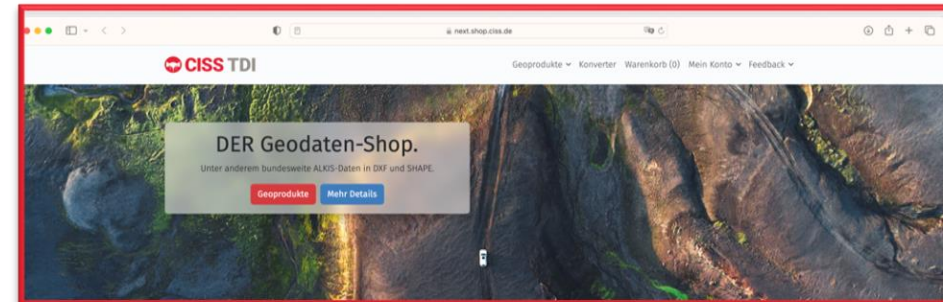 next.shop.ciss.de
CISS TDI
Geoprodukte Konverter Warenkorb (0) Mein Konto Feedback
DER Geodaten-Shop.
Unter anderem bundesweite ALKIS-Daten in DXF und SHAPE.
Geoprodukte Mehr Details